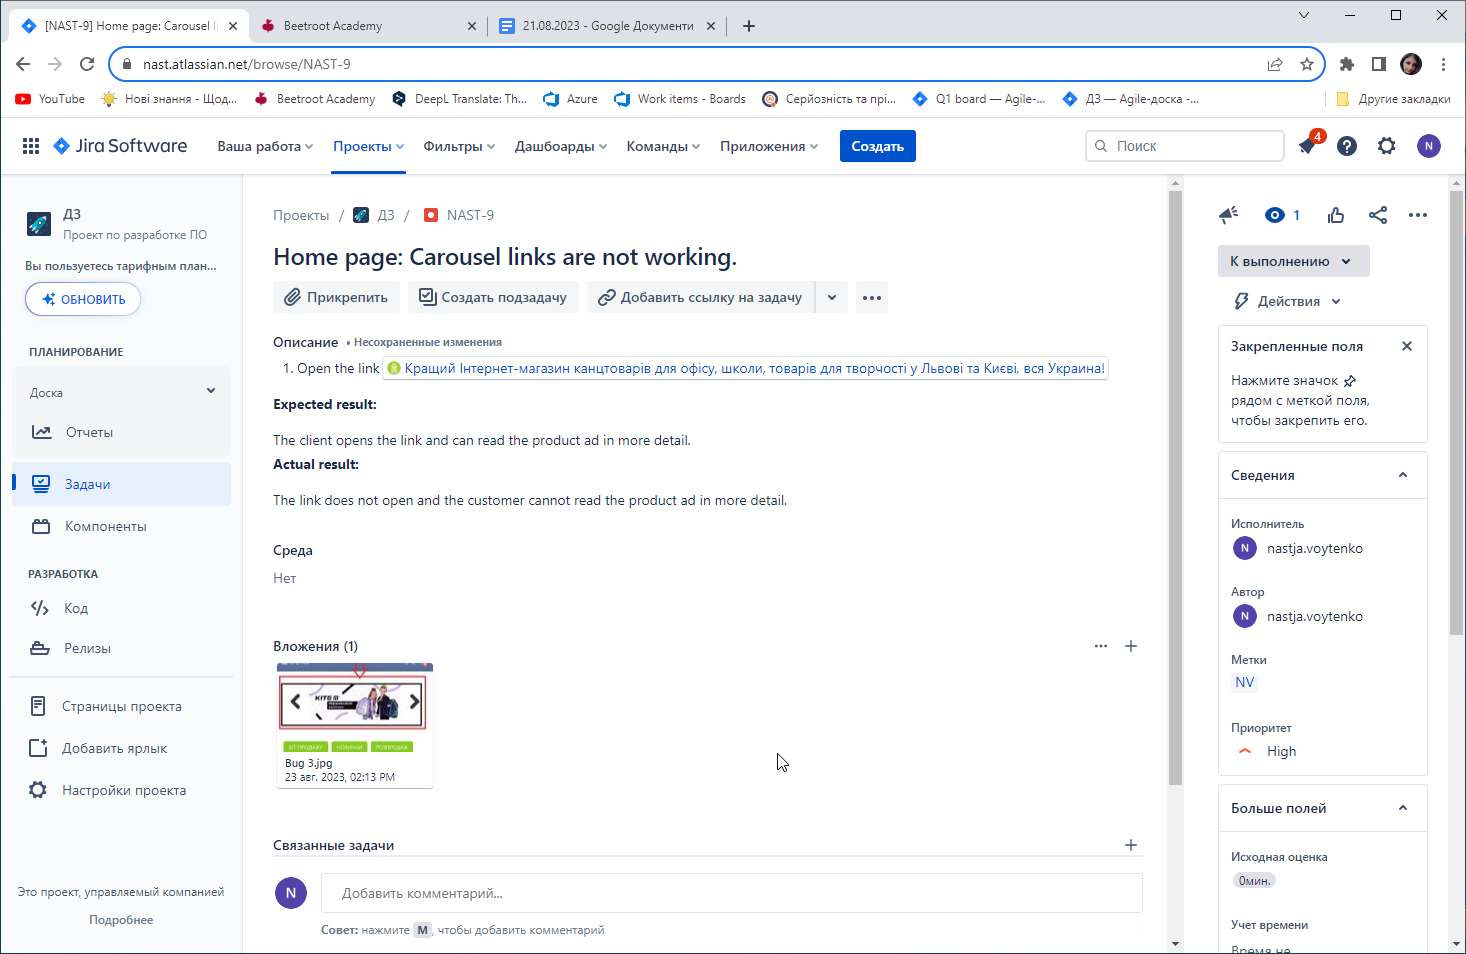 [NAST-9] Home page: Carousel li
Beetroot Academy
21.08.2023 - Google Документи
nast.atlassian.net/browse/NAST-9
YouTube
Нові знання - Щод...
Beetroot Academy
DeepL Translate: Th...
Azure
Work items - Boards
Серйозність та прі...
Q1 board — Agile-...
ДЗ — Agile-доска -...
Другие закладки
Jira Software
Ваша работа
Проекты
Фильтры
Дашборды
Команды
Приложения
Создать
Поиск
4
N
ДЗ
Проект по разработке ПО
Вы пользуетесь тарифным план...
ОБНОВИТЬ
ПЛАНИРОВАНИЕ
Доска
Отчеты
Задачи
Компоненты
РАЗРАБОТКА
Код
Релизы
Страницы проекта
Добавить ярлык
Настройки проекта
Это проект, управляемый компанией
Подробнее
Проекты / ДЗ / NAST-9
Home page: Carousel links are not working.
Прикрепить
Создать подзадачу
Добавить ссылку на задачу
Описание • Несохраненные изменения
1. Open the link Кращий Інтернет-магазин канцтоварів для офісу, школи, товарів для творчості у Львові та Києві, вся Украина!
Expected result:
The client opens the link and can read the product ad in more detail.
Actual result:
The link does not open and the customer cannot read the product ad in more detail.
Среда
Нет
Вложения (1)
KITE
ХІТ ПРОДАЖУ
НОВИНКИ
РОЗПРОДАЖ
Bug 3.jpg
23 авг. 2023, 02:13 PM
Связанные задачи
N
Добавить комментарий...
Совет: нажмите M, чтобы добавить комментарий
1
К выполнению
Действия
Закрепленные поля
Нажмите значок
рядом с меткой поля,
чтобы закрепить его.
Сведения
Исполнитель
N nastja.voytenko
Автор
N nastja.voytenko
Метки
NV
Приоритет
High
Больше полей
Исходная оценка
0мин.
Учет времени
Время не